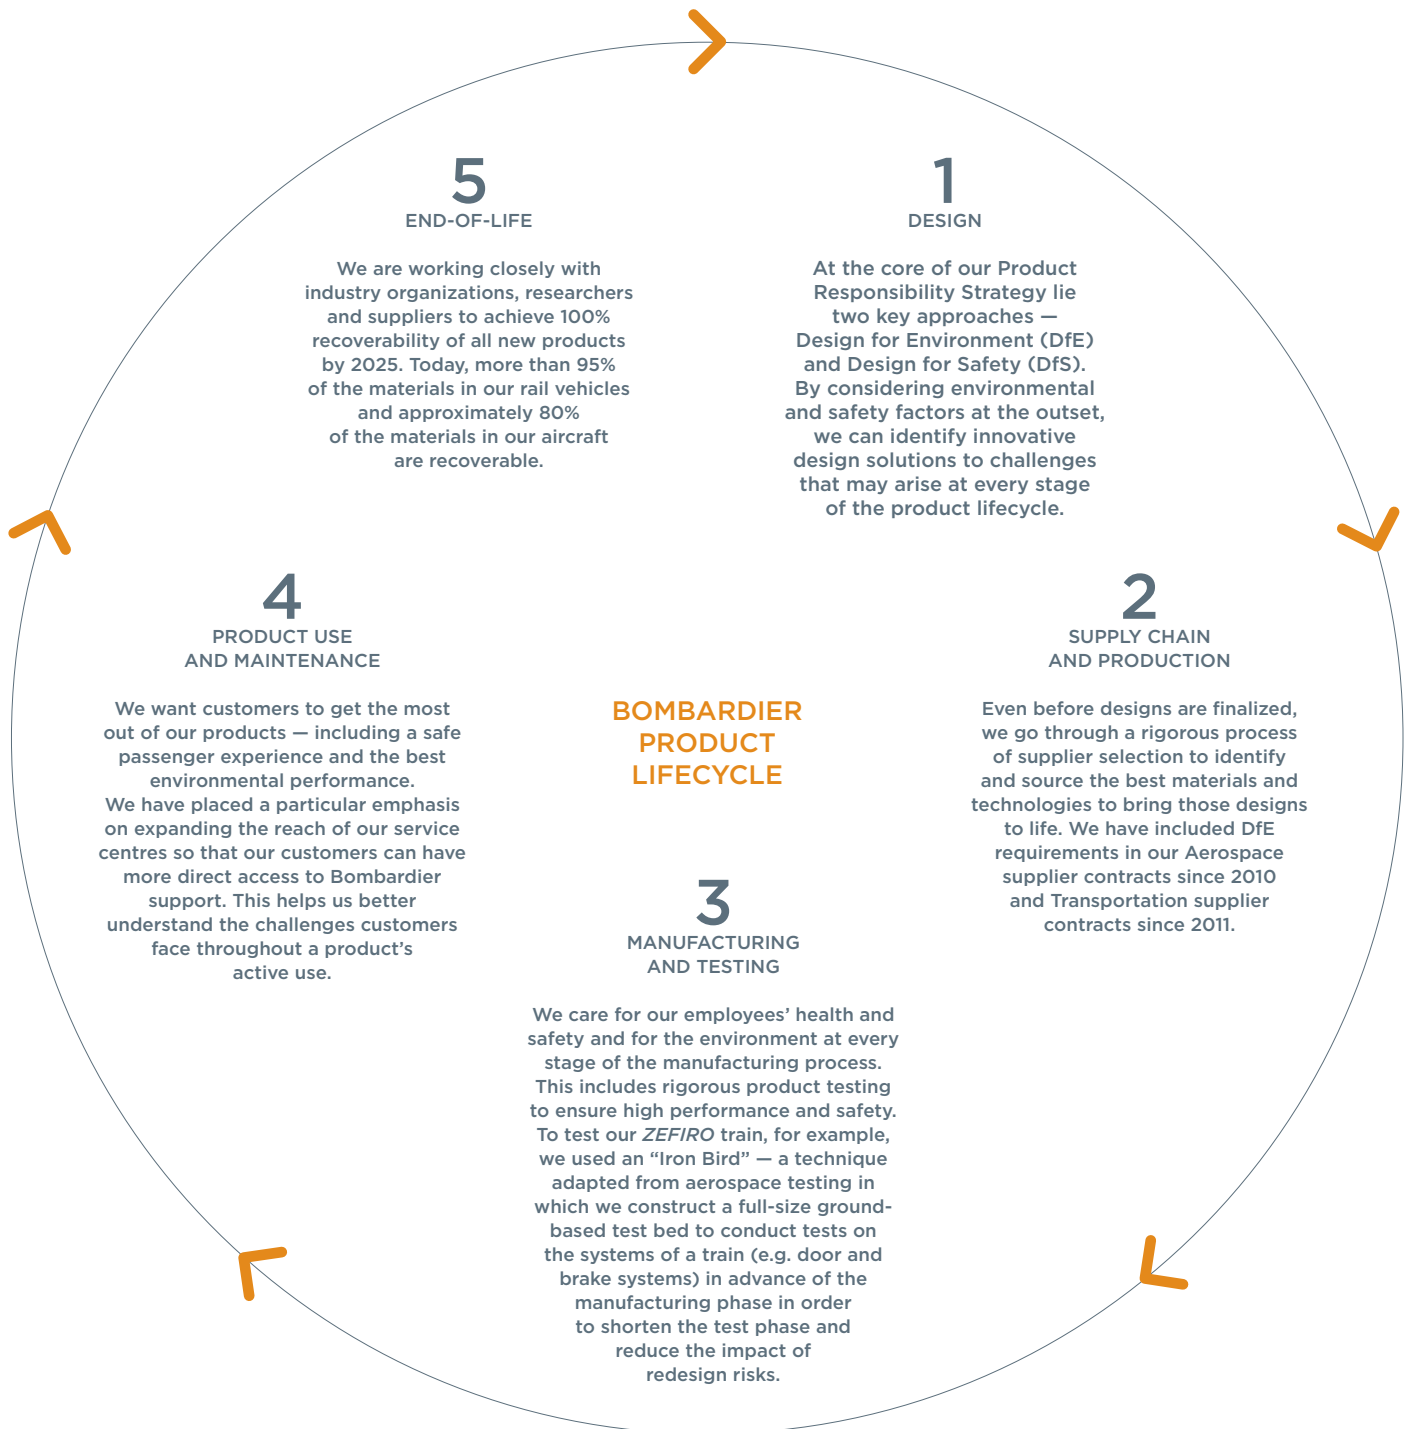 BOMBARDIER
PRODUCT
LIFECYCLE
1
DESIGN
At the core of our Product
Responsibility Strategy lie
two key approaches —
Design for Environment (DfE)
and Design for Safety (DfS).
By considering environmental
and safety factors at the outset,
we can identify innovative
design solutions to challenges
that may arise at every stage
of the product lifecycle.
2
SUPPLY CHAIN
AND PRODUCTION
Even before designs are finalized,
we go through a rigorous process
of supplier selection to identify
and source the best materials and
technologies to bring those designs
to life. We have included DfE
requirements in our Aerospace
supplier contracts since 2010
and Transportation supplier
contracts since 2011.
3
MANUFACTURING
AND TESTING
We care for our employees’ health and
safety and for the environment at every
stage of the manufacturing process.
This includes rigorous product testing
to ensure high performance and safety.
To test our ZEFIRO train, for example,
we used an “Iron Bird” — a technique
adapted from aerospace testing in
which we construct a full-size ground-
based test bed to conduct tests on
the systems of a train (e.g. door and
brake systems) in advance of the
manufacturing phase in order
to shorten the test phase and
reduce the impact of
redesign risks.
4
PRODUCT USE
AND MAINTENANCE
We want customers to get the most
out of our products — including a safe
passenger experience and the best
environmental performance.
We have placed a particular emphasis
on expanding the reach of our service
centres so that our customers can have
more direct access to Bombardier
support. This helps us better
understand the challenges customers
face throughout a product’s
active use.
5
END-OF-LIFE
We are working closely with
industry organizations, researchers
and suppliers to achieve 100%
recoverability of all new products
by 2025. Today, more than 95%
of the materials in our rail vehicles
and approximately 80%
of the materials in our aircraft
are recoverable.